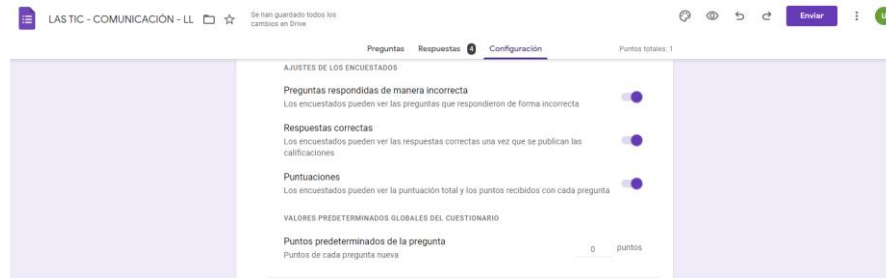 LAS TIC - COMUNICACIÓN - LL
Se han guardado todos los
cambios en Drive
Enviar
U
Preguntas Respuestas 4 Configuración Puntos totales: 1
AJUSTES DE LOS ENCUESTADOS
Preguntas respondidas de manera incorrecta
Los encuestados pueden ver las preguntas que respondieron de forma incorrecta
Respuestas correctas
Los encuestados pueden ver las respuestas correctas una vez que se publican las
calificaciones
Puntuaciones
Los encuestados pueden ver la puntuación total y los puntos recibidos con cada pregunta
VALORES PREDETERMINADOS GLOBALES DEL CUESTIONARIO
Puntos predeterminados de la pregunta
Puntos de cada pregunta nueva
0 puntos